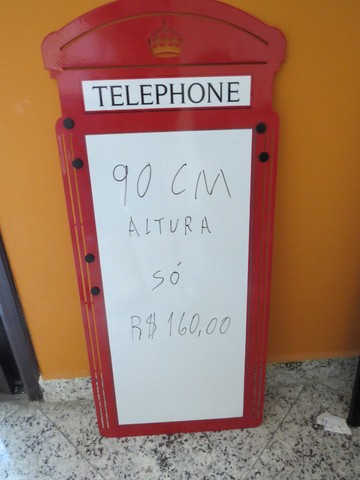 TELEPHONE
90 CM
ALTURA
SÓ
R$ 160,00